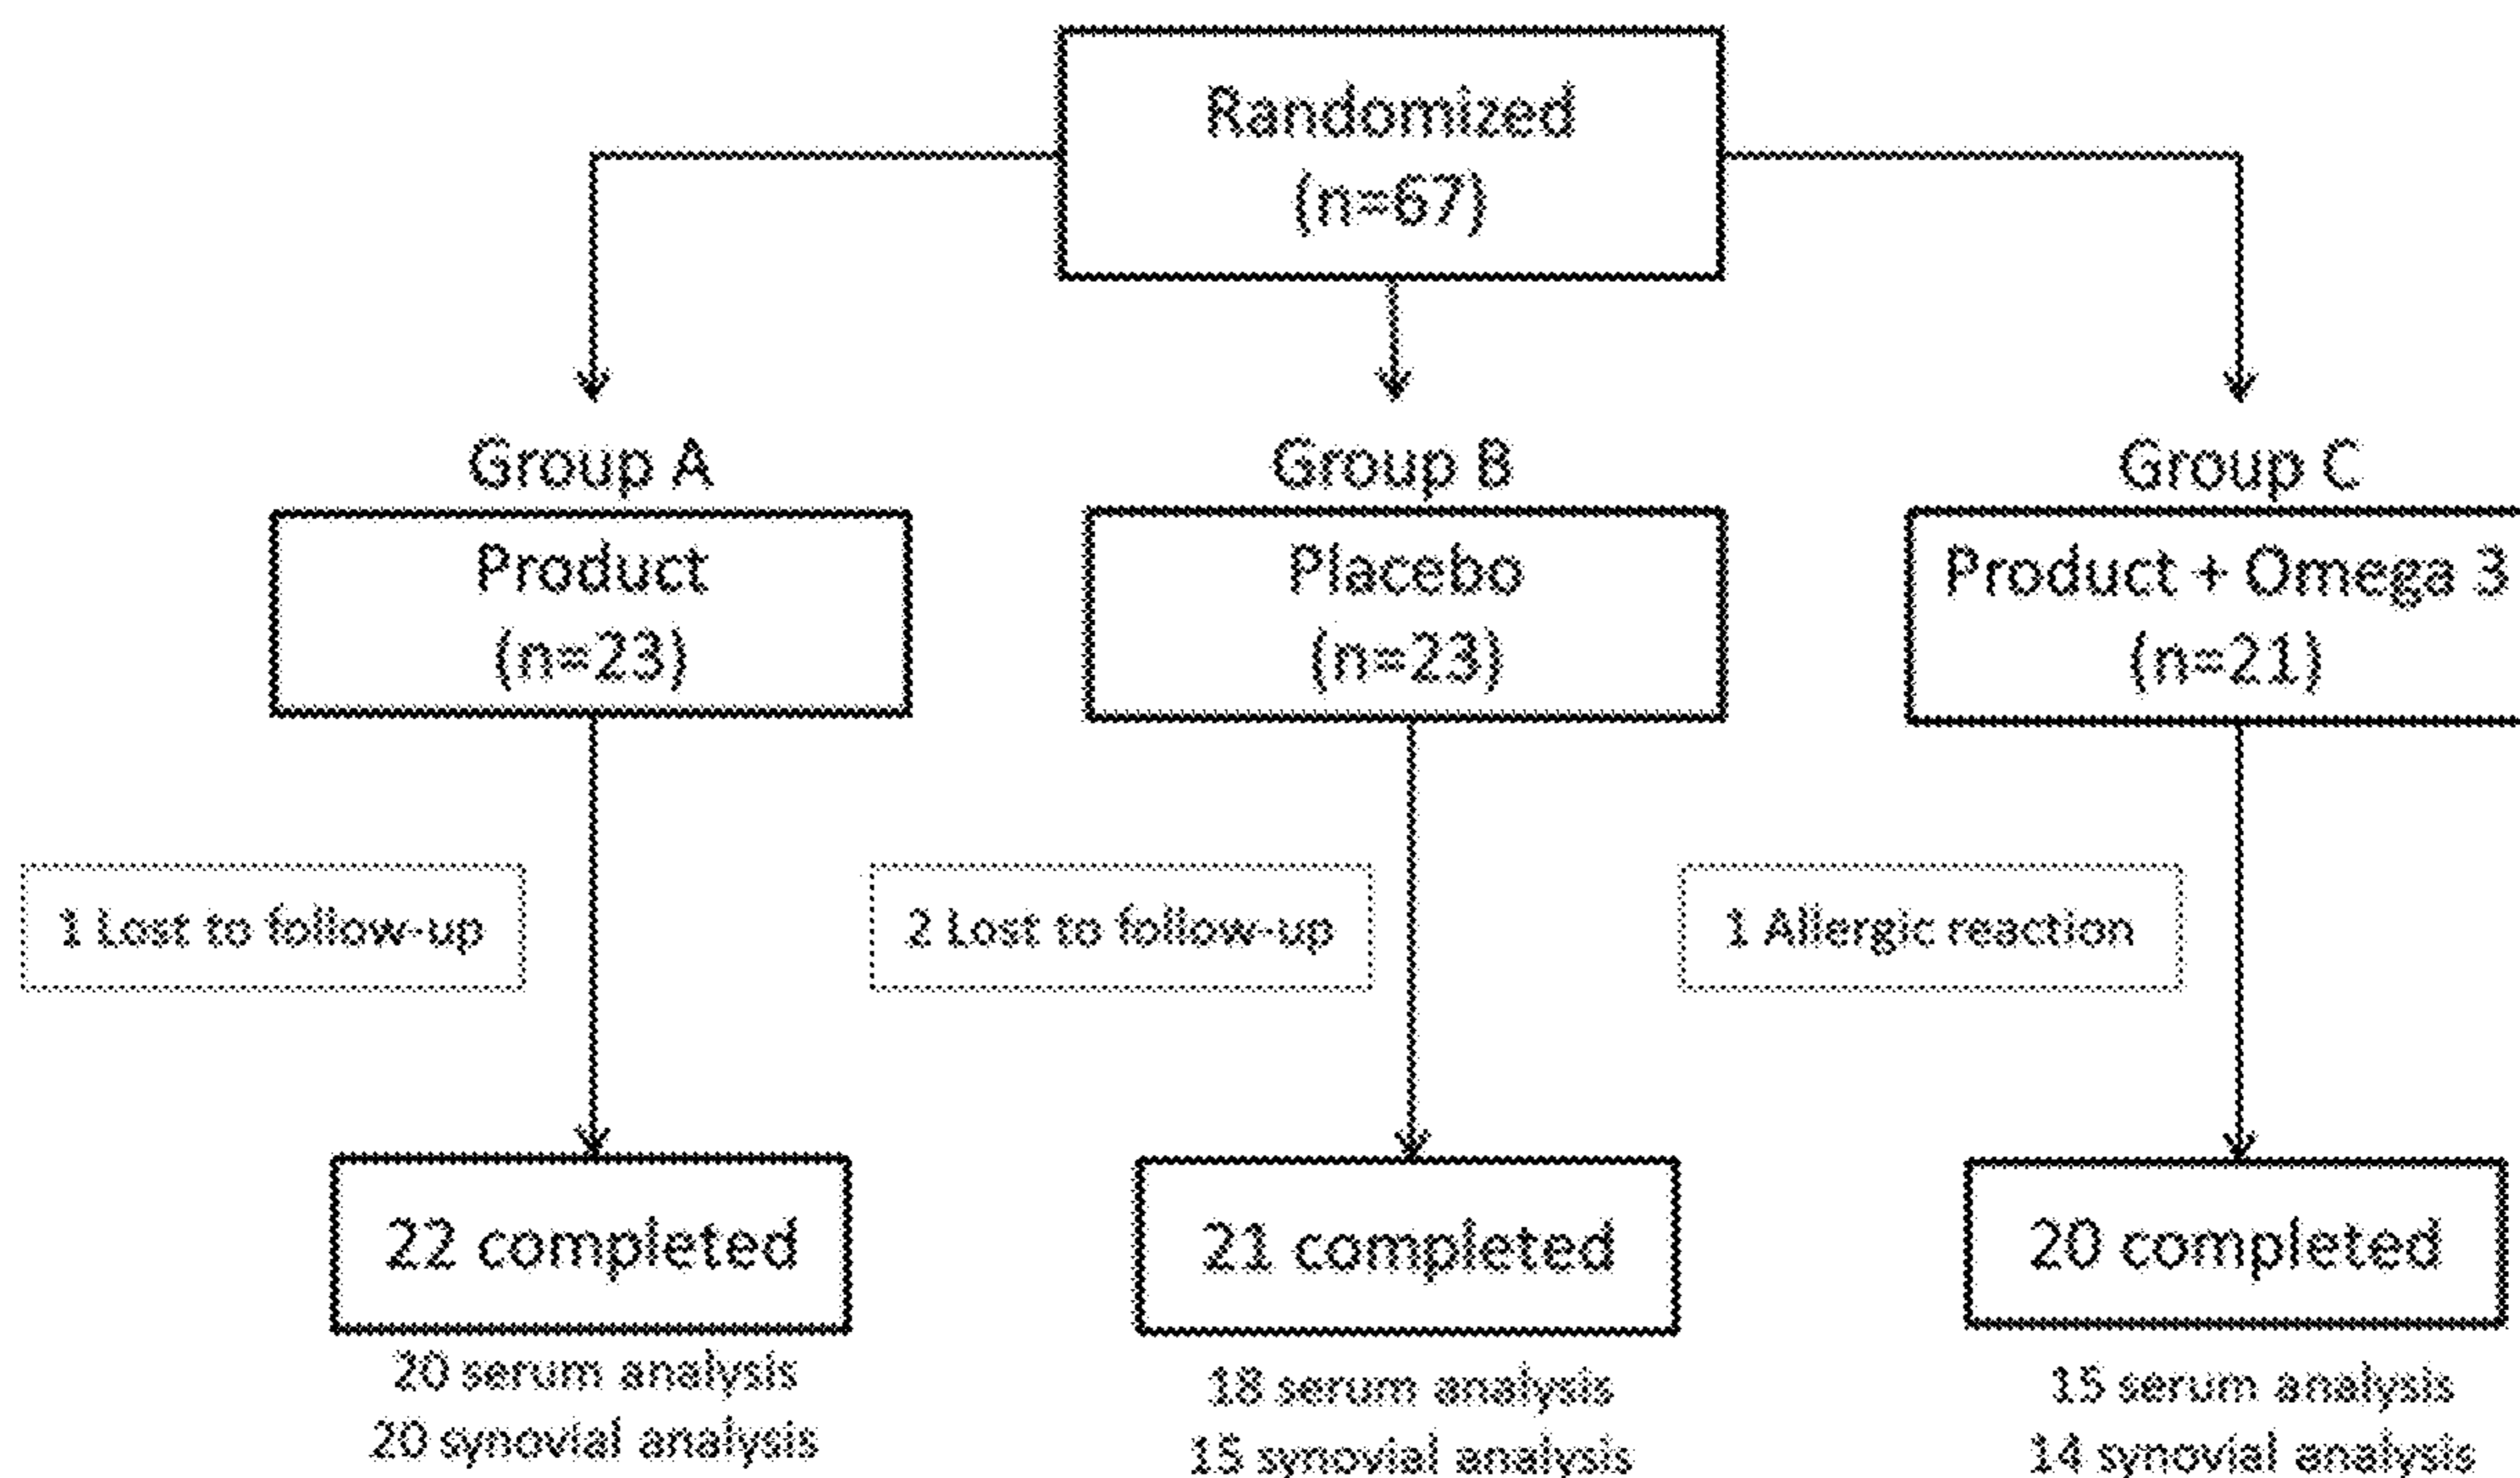 Randomized
(n=67)
Group A
Product
(n=23)
Group B
Placebo
(n=23)
Group C
Product + Omega 3
(n=21)
1 Lost to follow-up
2 Lost to follow-up
1 Allergic reaction
22 completed
20 serum analysis
20 synovial analysis
21 completed
18 serum analysis
15 synovial analysis
20 completed
15 serum analysis
14 synovial analysis